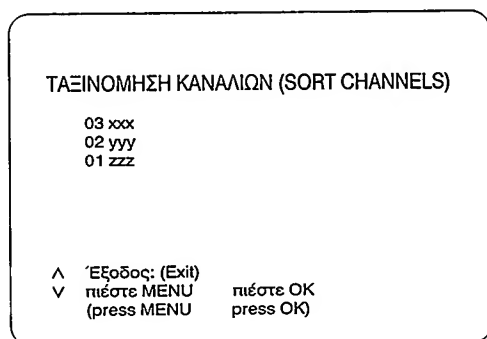 ΤΑΞΙΝΟΜΗΣΗ ΚΑΝΑΛΙΩΝ (SORT CHANNELS)
03 xxx
02 yyy
01 zzz
Λ Έξοδος: (Exit)
V πιέστε MENU πιέστε OK
(press MENU press OK)